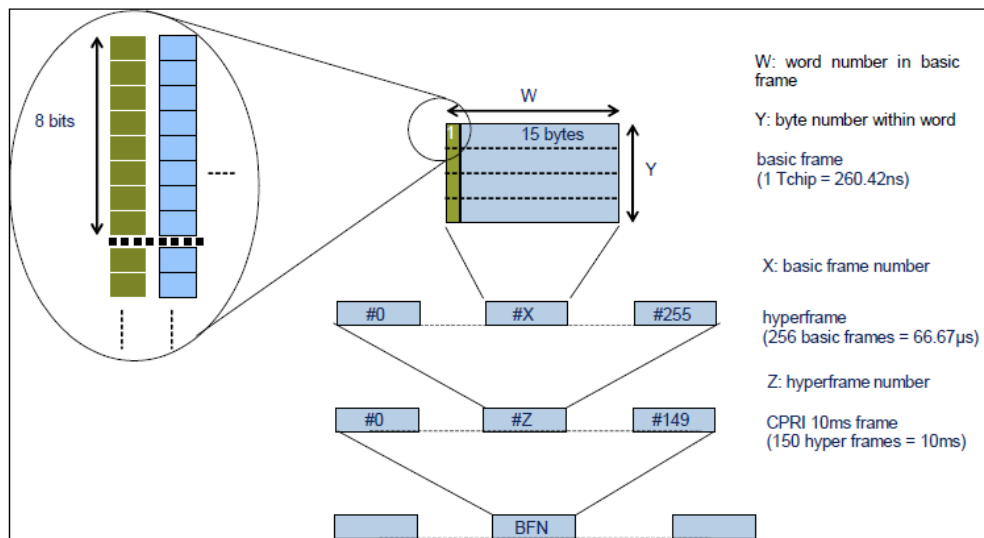 8 bits
W
1
15 bytes
Y
W: word number in basic
frame
Y: byte number within word
basic frame
(1 Tchip = 260.42ns)
X: basic frame number
#0
#X
#255
hyperframe
(256 basic frames = 66.67µs)
Z: hyperframe number
#0
#Z
#149
CPRI 10ms frame
(150 hyper frames = 10ms)
BFN